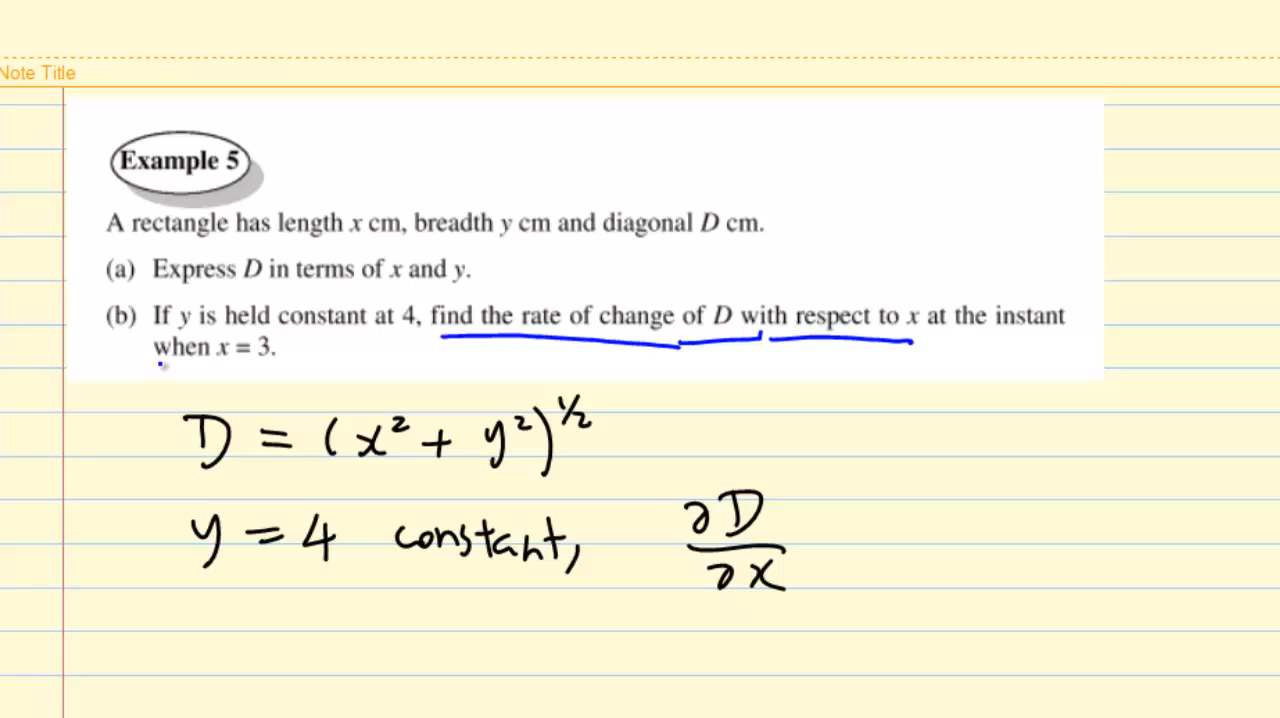 Note Title
Example 5
A rectangle has length x cm, breadth y cm and diagonal D cm.
(a) Express D in terms of x and y.
(b) If y is held constant at 4, find the rate of change of D with respect to x at the instant
when x = 3.
D = (x² + y²)^½
y = 4 constant, ∂D/∂x